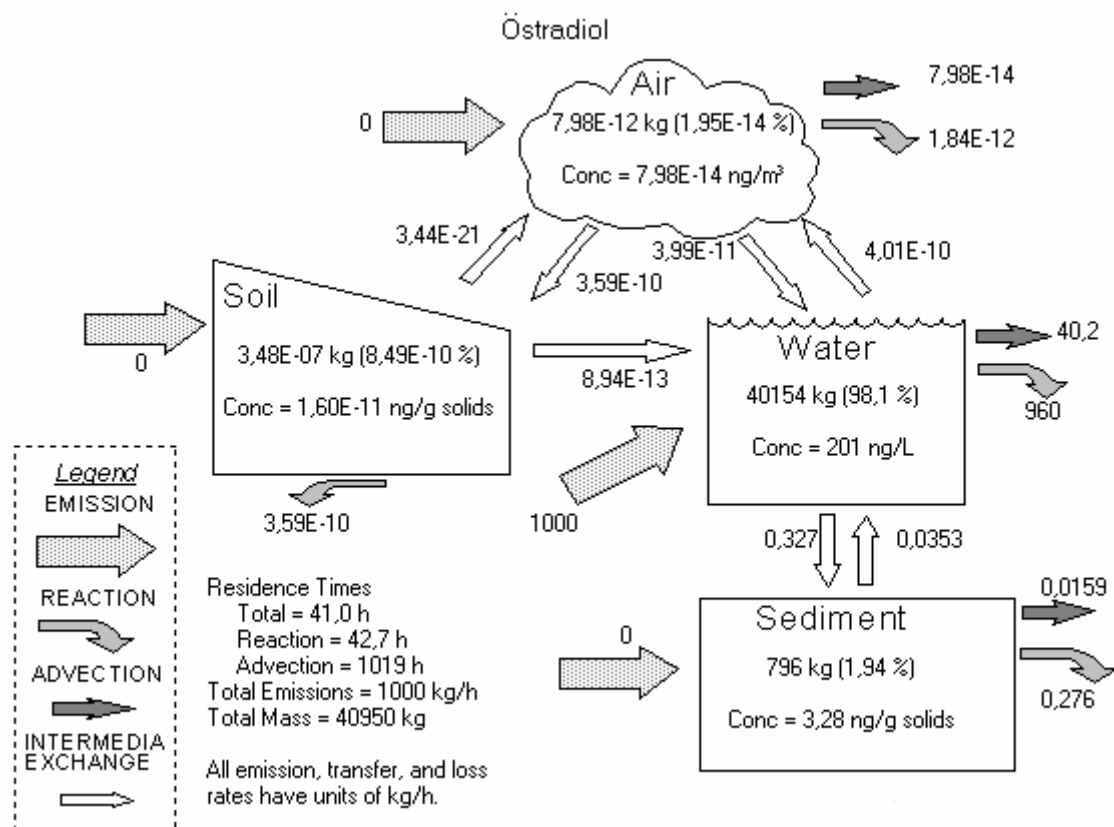 Östradiol
Air
7,98E-12 kg (1,95E-14 %)
Conc = 7,98E-14 ng/m³
0
7,98E-14
1,84E-12
3,44E-21
3,59E-10
3,99E-11
4,01E-10
Soil
3,48E-07 kg (8,49E-10 %)
Conc = 1,60E-11 ng/g solids
0
8,94E-13
3,59E-10
Water
40154 kg (98,1 %)
Conc = 201 ng/L
40,2
960
1000
0,327
0,0353
Sediment
796 kg (1,94 %)
Conc = 3,28 ng/g solids
0
0,0159
0,276
Legend
EMISSION
REACTION
ADVECTION
INTERMEDIA
EXCHANGE
Residence Times
Total = 41,0 h
Reaction = 42,7 h
Advection = 1019 h
Total Emissions = 1000 kg/h
Total Mass = 40950 kg
All emission, transfer, and loss
rates have units of kg/h.